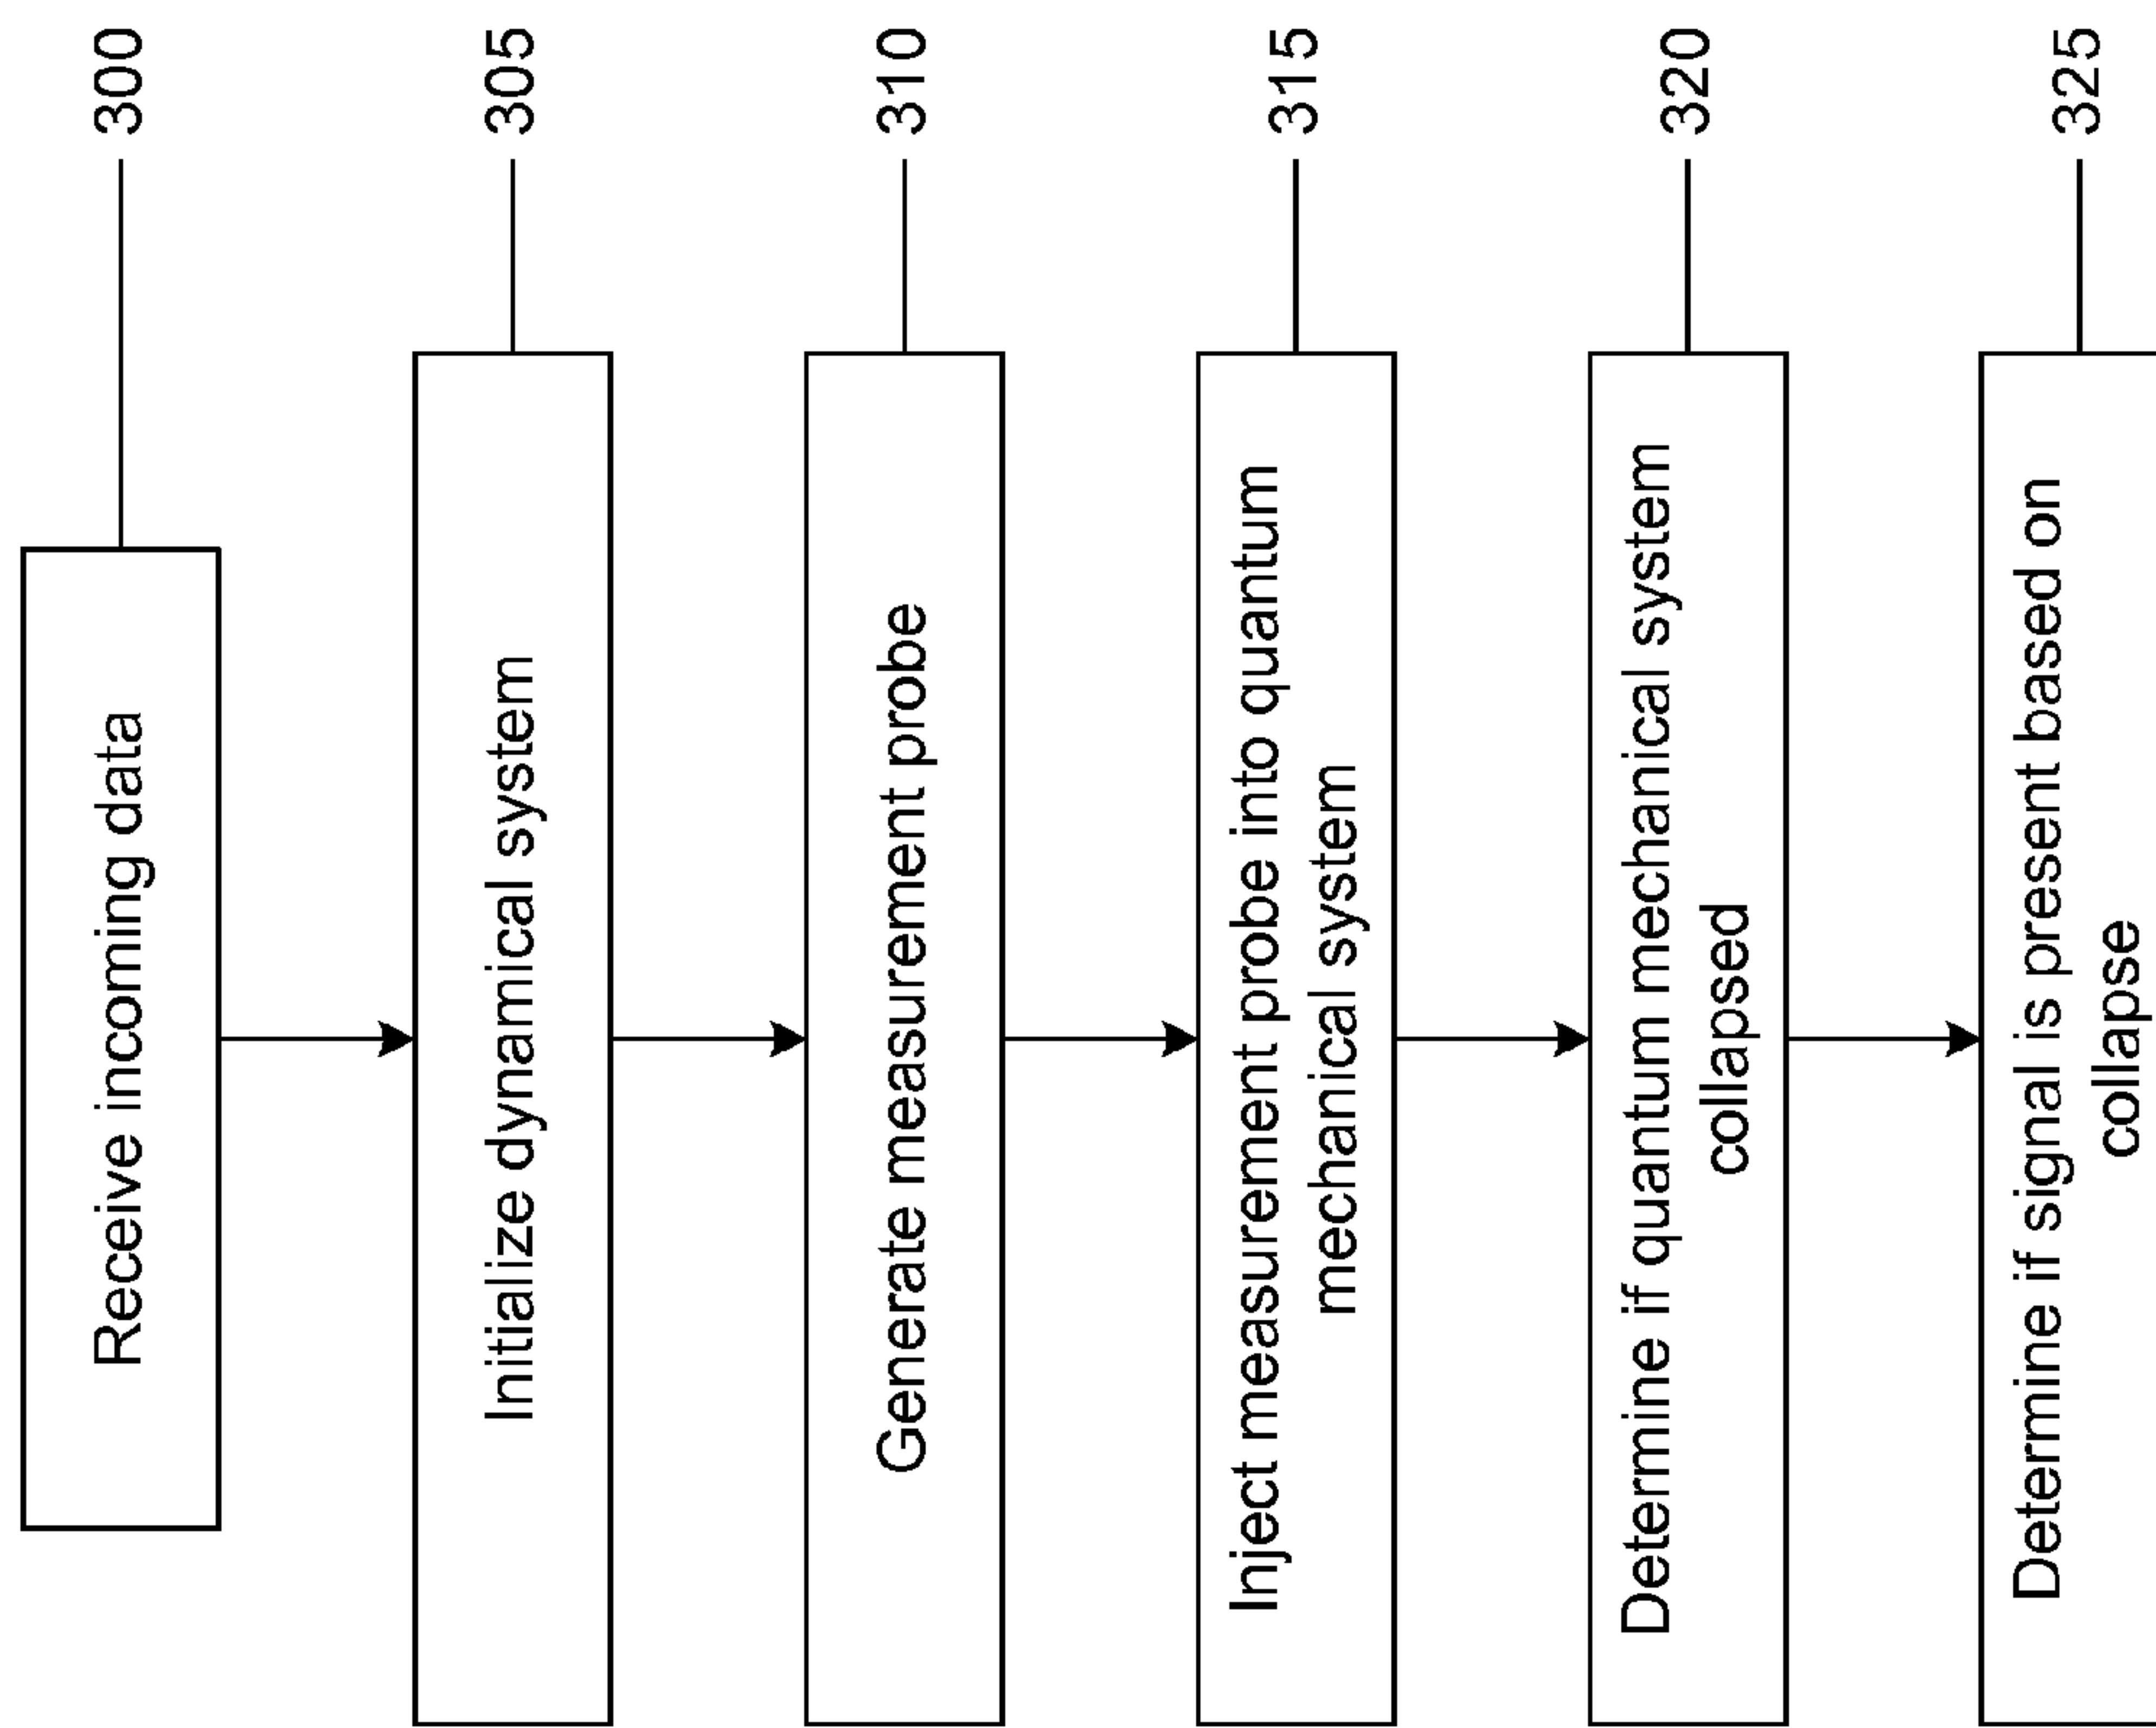 Receive incoming data
300
Initialize dynamical system
305
Generate measurement probe
310
Inject measurement probe into quantum
mechanical system
315
Determine if quantum mechanical system
collapsed
320
Determine if signal is present based on
collapse
325